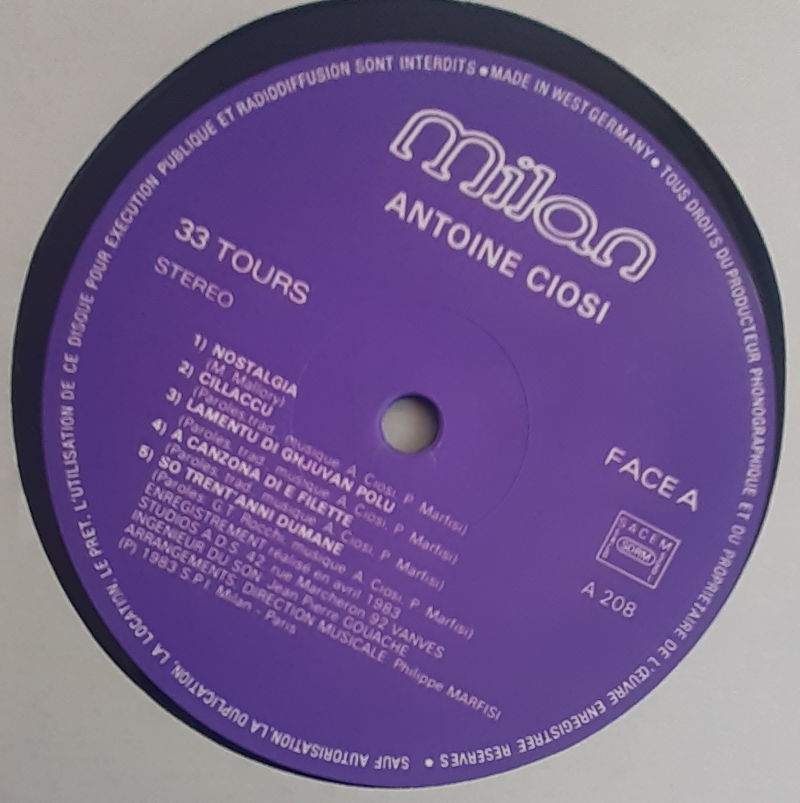 milan
ANTOINE CIOSI
33 TOURS
STEREO
1) NOSTALGIA
(M. Mallory)
2) CILLACCU
(Paroles, trad., musique A. Ciosi, P. Marfisi)
3) LAMENTU DI GHJUVAN POLU
(Paroles, trad., musique A. Ciosi, P. Marfisi)
4) A CANZONA DI E FILETTE
(Paroles, trad., musique A. Ciosi, P. Marfisi)
5) SO TRENT'ANNI DUMANE
(Paroles, G.T. Rocchi, musique A. Ciosi, P. Marfisi)
ENREGISTREMENT réalisé en avril 1983
STUDIOS A.D.S. 42, rue Marcheron 92 VANVES
INGENIEUR DU SON. Jean Pierre GOUACHE
ARRANGEMENTS, DIRECTION MUSICALE Philippe MARFISI
(P) 1983 S.P.I. Milan - Paris
FACE A
SACEM
SDRM
A 208
TOUS DROITS DU PRODUCTEUR PHONOGRAPHIQUE ET DU PROPRIETAIRE DE L'ŒUVRE ENREGISTREE RESERVES • SAUF AUTORISATION, LA DUPLICATION, LA LOCATION, LE PRET, L'UTILISATION DE CE DISQUE POUR EXECUTION PUBLIQUE ET RADIODIFFUSION SONT INTERDITS • MADE IN WEST GERMANY •